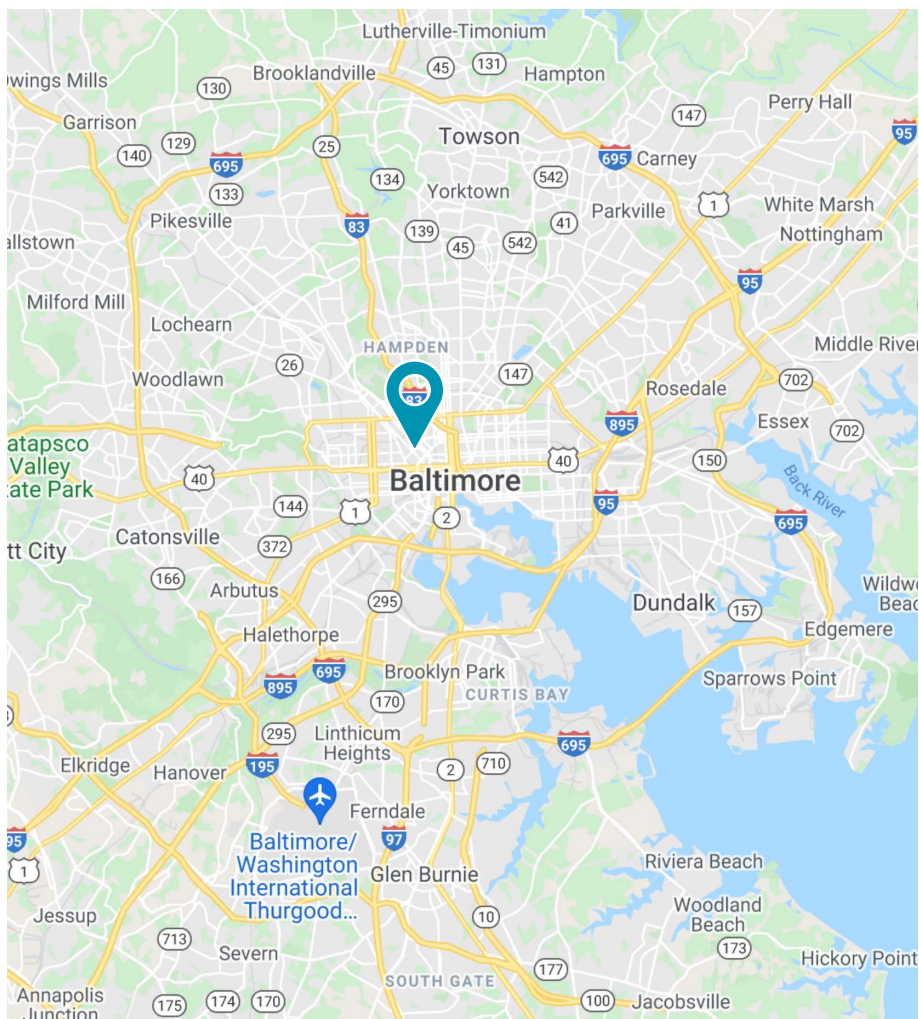 Lutherville-Timonium
45
131
Brooklandville
Hampton
Owings Mills
130
Perry Hall
147
Garrison
Towson
95
129
25
140
695
695
Carney
133
134
542
Yorktown
1
White Marsh
Pikesville
83
139
41
Parkville
45
542
Nottingham
allstown
95
Milford Mill
Lochearn
HAMPDEN
Middle River
26
147
Woodlawn
702
Rosedale
83
Essex
895
702
atapsco
Valley
tate Park
40
40
150
Baltimore
Back River
144
1
2
95
695
Catonsville
tt City
372
166
Arbutus
295
Dundalk
157
Wildwo
Beac
Halethorpe
Edgemere
695
Brooklyn Park
895
CURTIS BAY
Sparrows Point
170
295
Linthicum
Heights
695
195
Elkridge
Hanover
2
710
Ferndale
Baltimore/
Washington
International
Thurgood...
97
95
1
Glen Burnie
Riviera Beach
Jessup
10
Woodland
Beach
713
173
Severn
Hickory Point
177
SOUTH GATE
Annapolis
Junction
175
174
170
100
Jacobsville